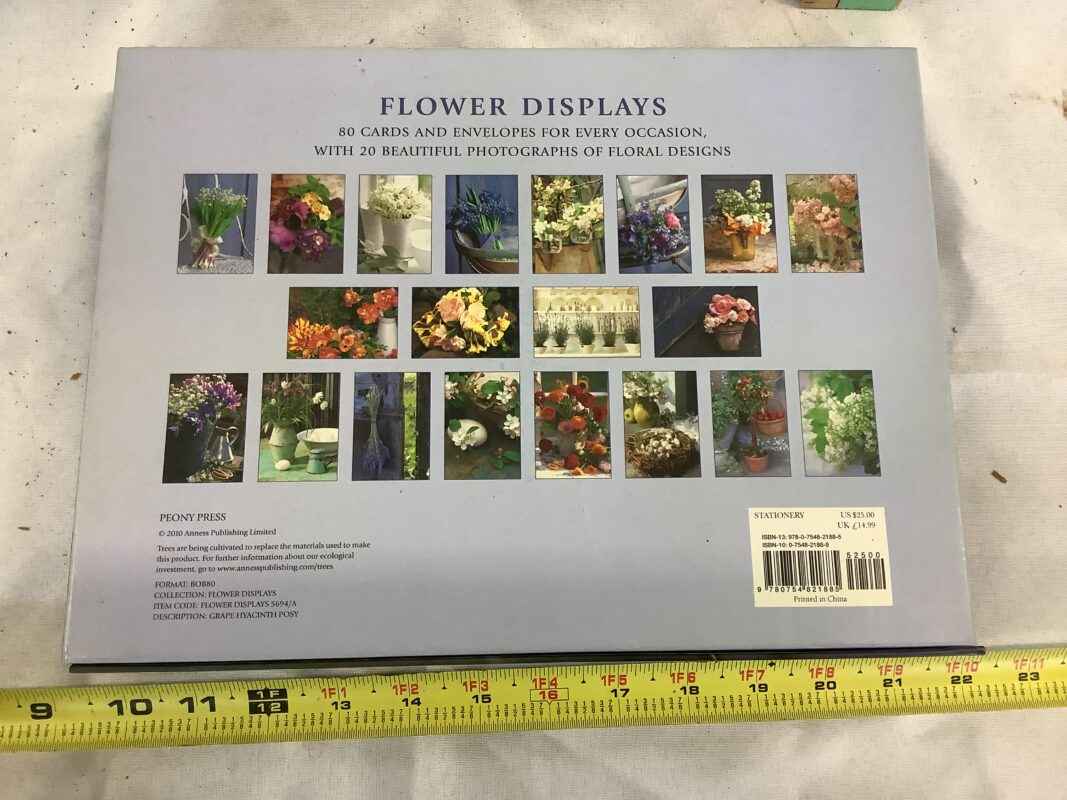 FLOWER DISPLAYS
80 CARDS AND ENVELOPES FOR EVERY OCCASION,
WITH 20 BEAUTIFUL PHOTOGRAPHS OF FLORAL DESIGNS
PEONY PRESS
© 2010 Anness Publishing Limited
Trees are being cultivated to replace the materials used to make
this product. For further information about our ecological
investment, go to www.annesspublishing.com/trees
FORMAT: BOB80
COLLECTION: FLOWER DISPLAYS
ITEM CODE: FLOWER DISPLAYS 5694/A
DESCRIPTION: GRAPE HYACINTH POSY
STATIONERY US $25.00
UK £14.99
ISBN-13: 978-0-7548-2188-5
ISBN-10: 0-7548-2188-8
52500
9 780754 821885
Printed in China
1F 1F1 1F2 1F3 1F4 1F5 1F6 1F7 1F8 1F9 1F10 1F11
9 10 11 12 13 14 15 16 17 18 19 20 21 22 23